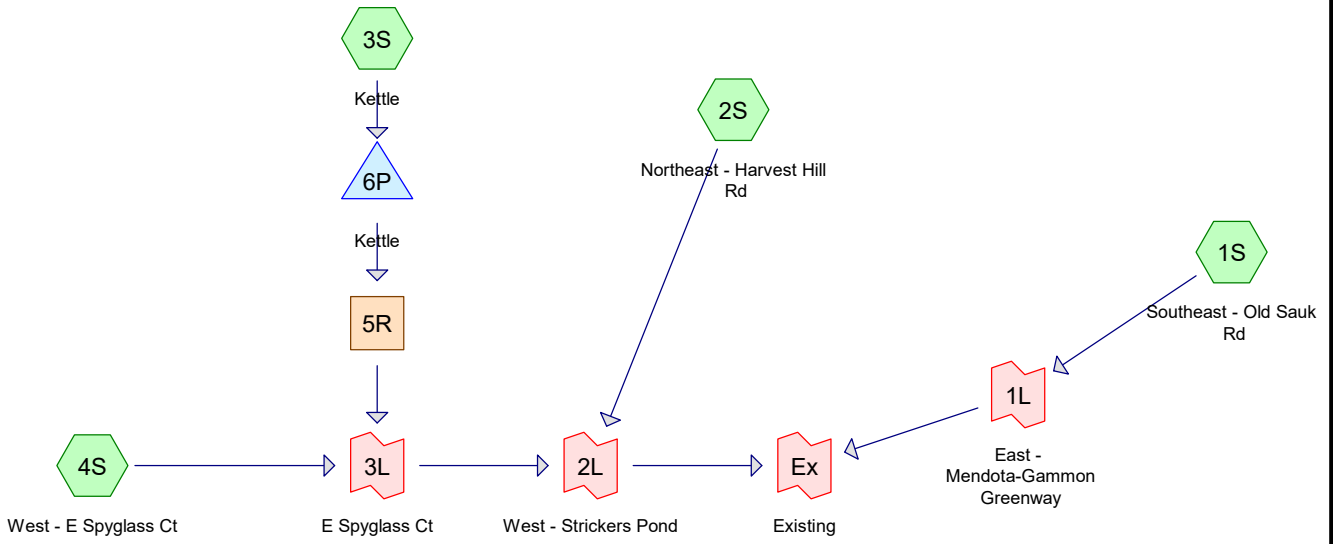 3S
Kettle
2S
Northeast - Harvest Hill
Rd
6P
Kettle
1S
Southeast - Old Sauk
Rd
5R
1L
East -
Mendota-Gammon
Greenway
4S
West - E Spyglass Ct
3L
E Spyglass Ct
2L
West - Strickers Pond
Ex
Existing